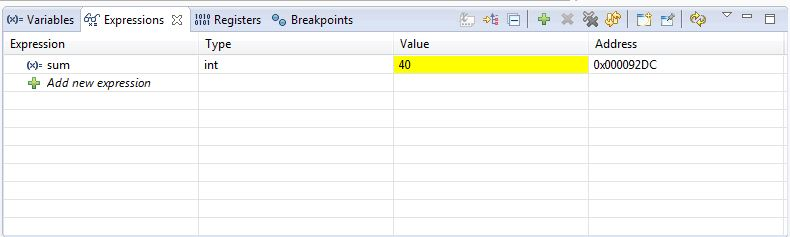 (x)= Variables Expressions Registers Breakpoints
Expression Type Value Address
(x)= sum int 40 0x000092DC
Add new expression